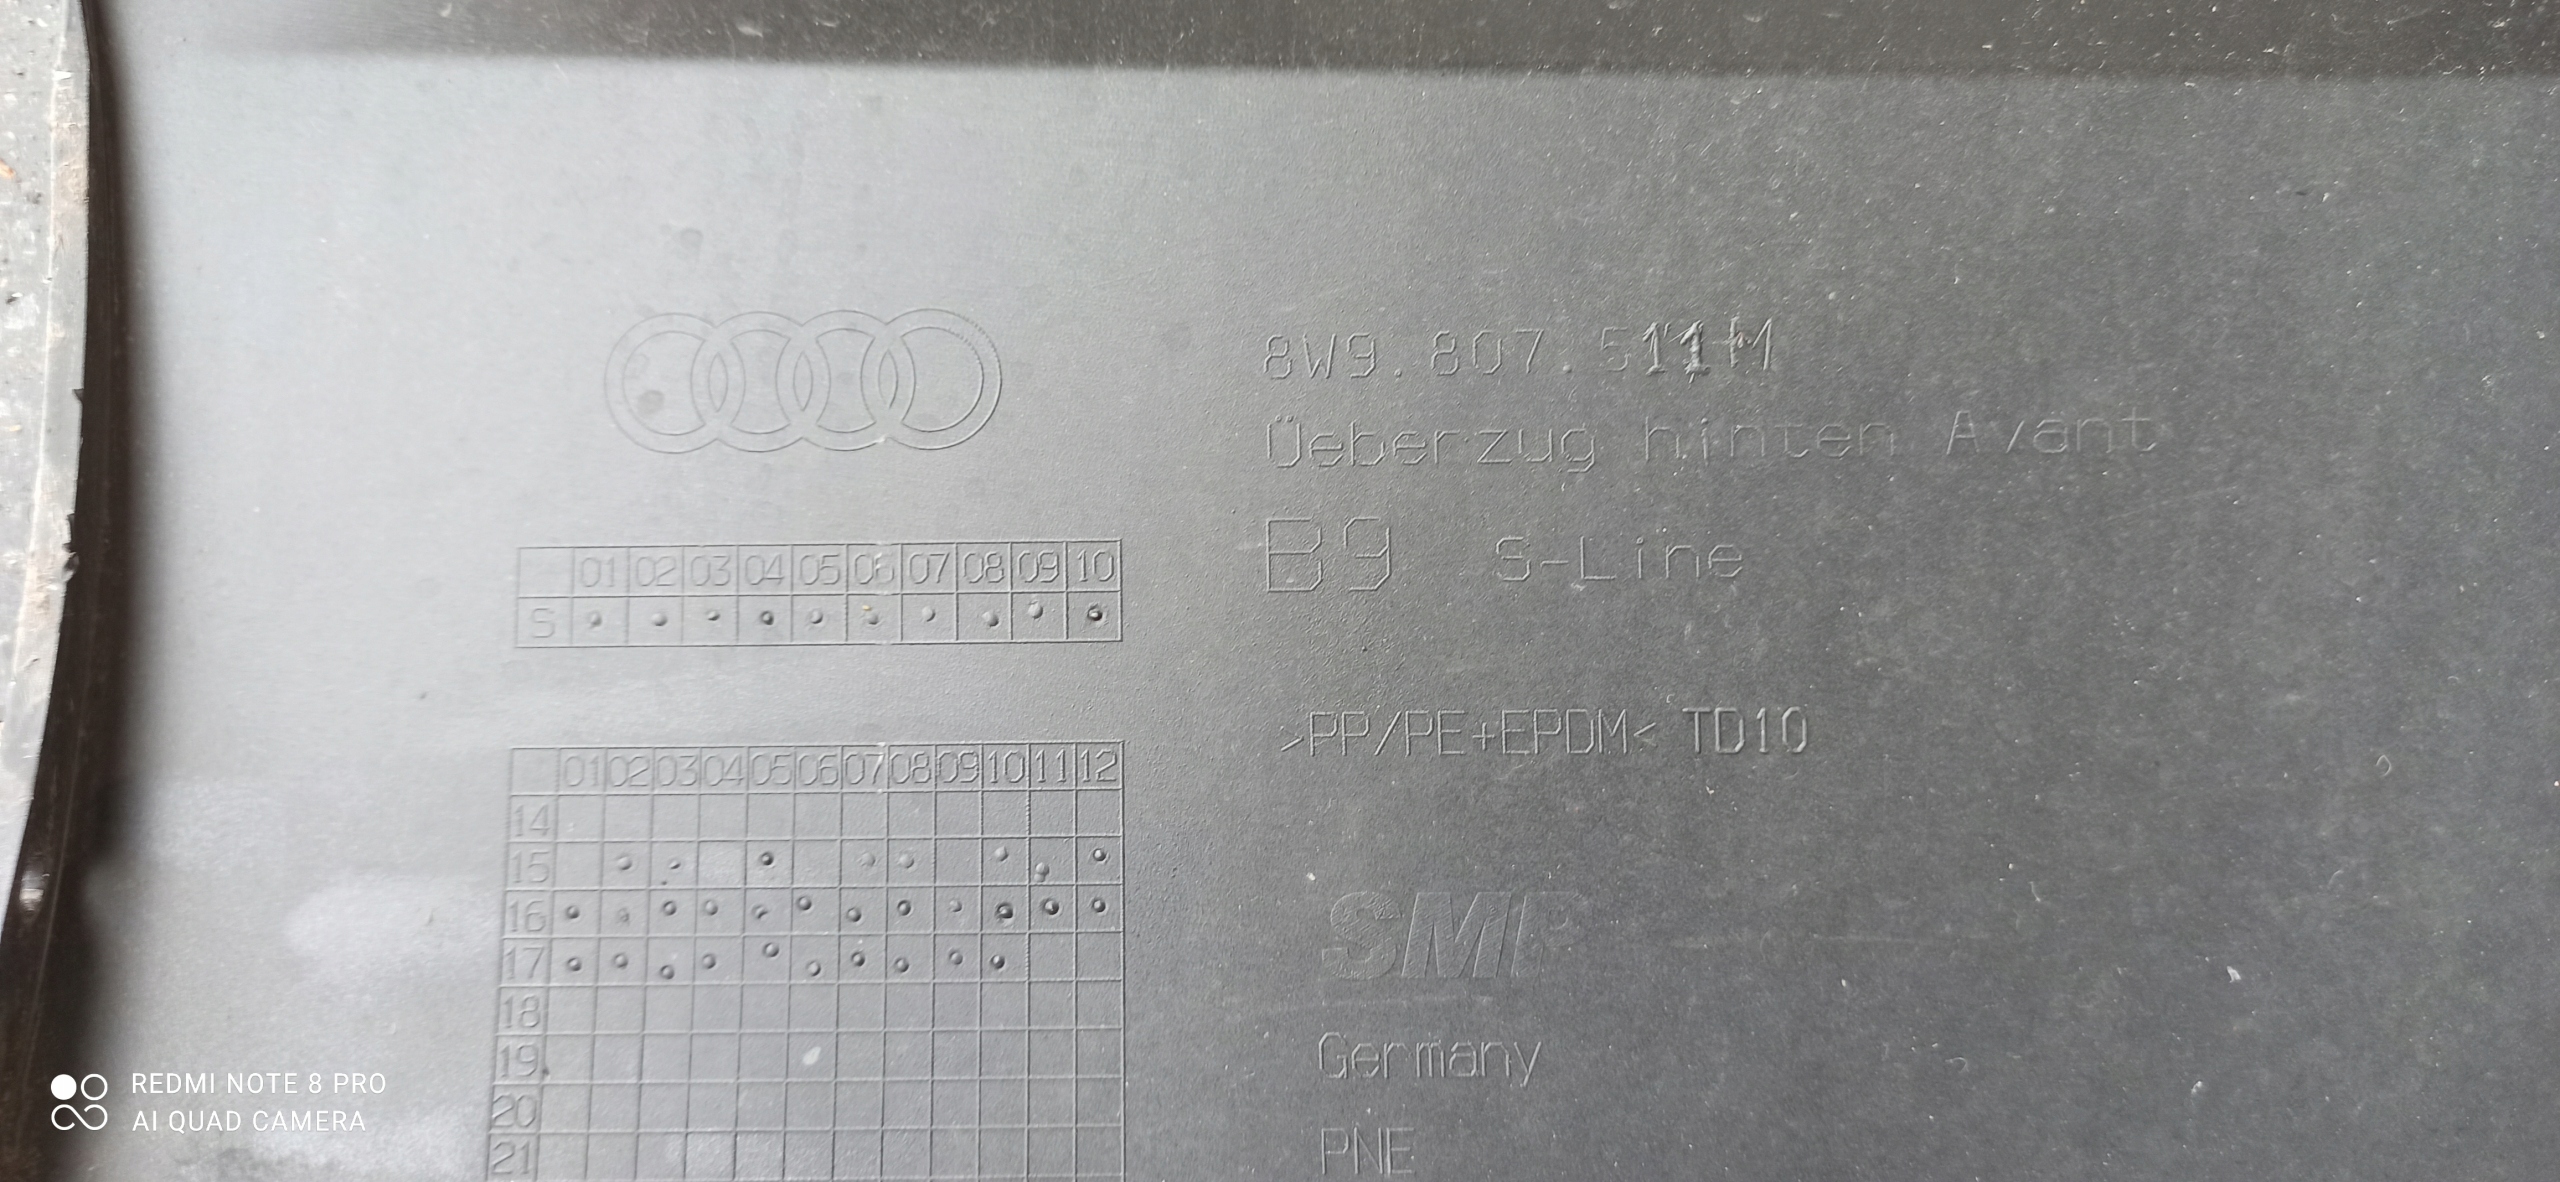 8W9.807.511M
Üeberzug hinten Avant
B9 S-Line
01 02 03 04 05 06 07 08 09 10
S
>PP/PE+EPDM< TD10
01 02 03 04 05 06 07 08 09 10 11 12
14
15
16
17
18
19
20
21
SMP
Germany
PNE
REDMI NOTE 8 PRO
AI QUAD CAMERA